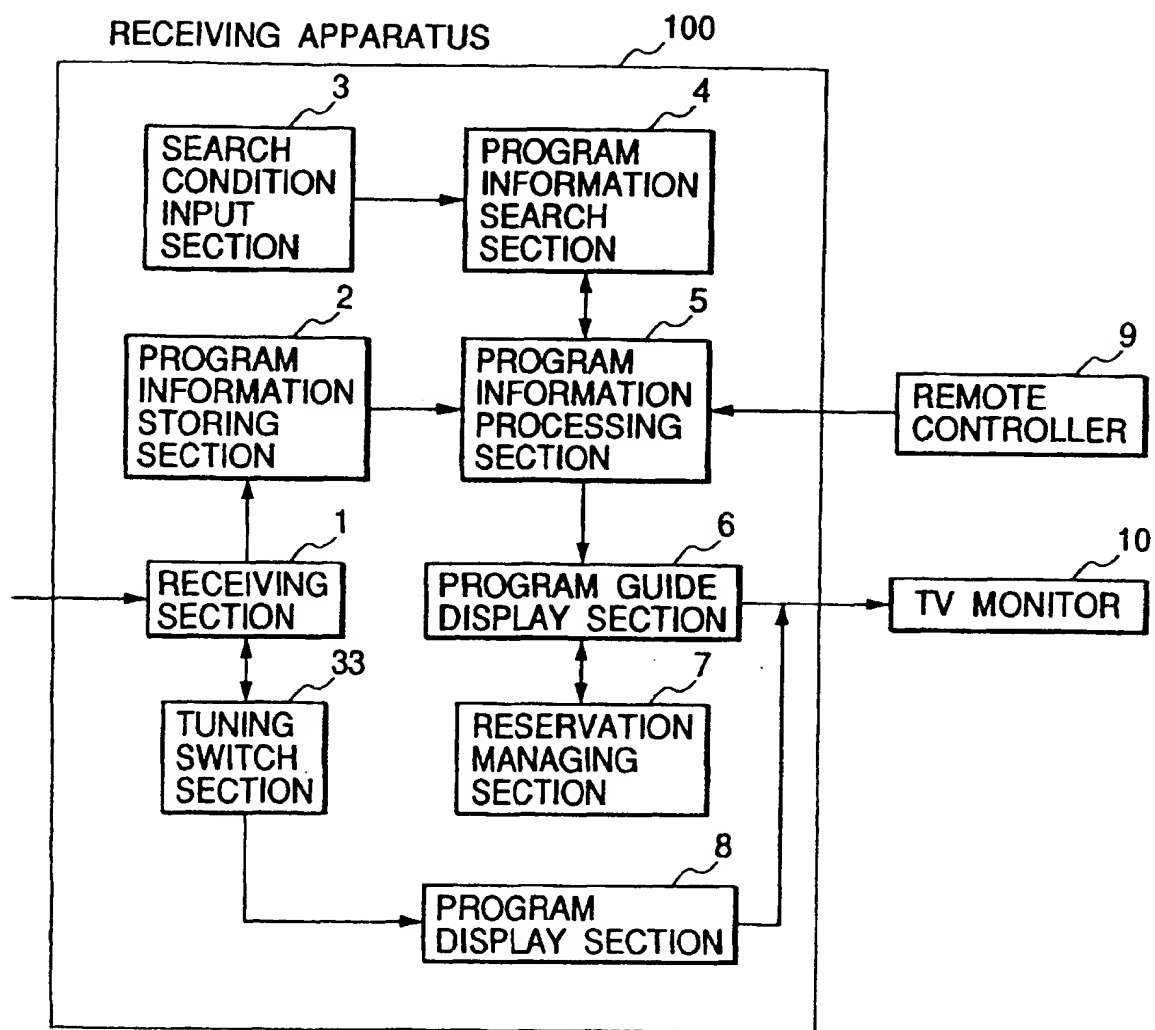 RECEIVING APPARATUS
100
3
SEARCH
CONDITION
INPUT
SECTION
4
PROGRAM
INFORMATION
SEARCH
SECTION
2
PROGRAM
INFORMATION
STORING
SECTION
5
PROGRAM
INFORMATION
PROCESSING
SECTION
9
REMOTE
CONTROLLER
1
RECEIVING
SECTION
6
PROGRAM GUIDE
DISPLAY SECTION
10
TV MONITOR
33
TUNING
SWITCH
SECTION
7
RESERVATION
MANAGING
SECTION
8
PROGRAM
DISPLAY SECTION